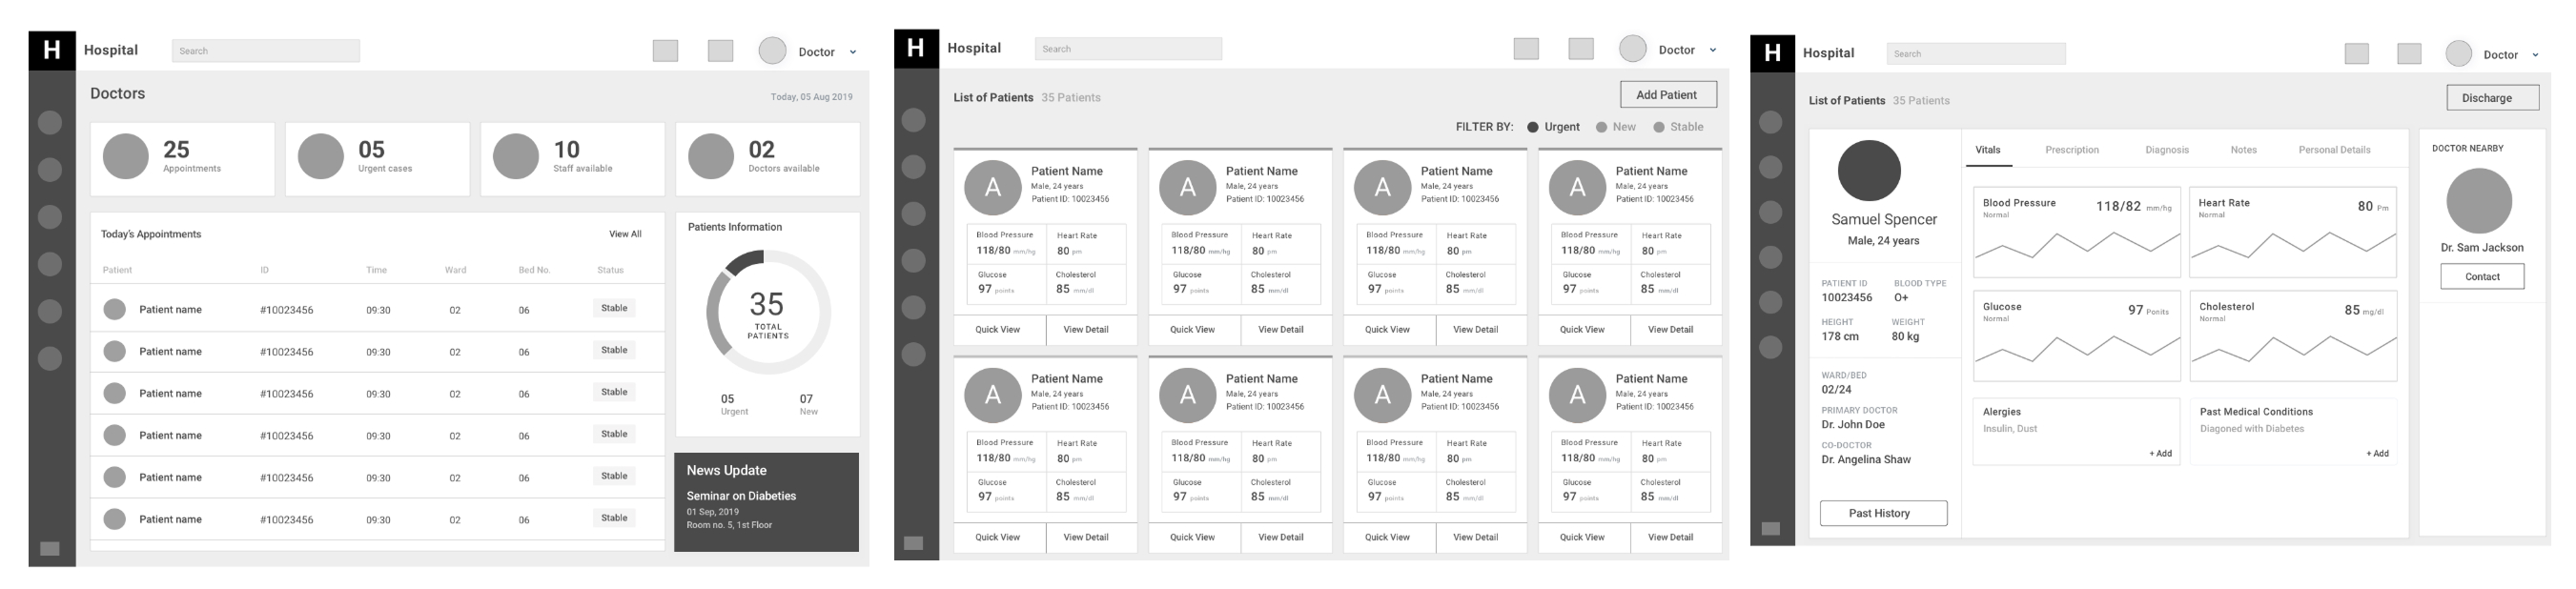 H
Hospital
Search
Doctor
Doctors
Today, 05 Aug 2019
25
Appointments
05
Urgent cases
10
Staff available
02
Doctors available
Today's Appointments
View All
Patient ID Time Ward Bed No. Status
Patient name #10023456 09:30 02 06 Stable
Patient name #10023456 09:30 02 06 Stable
Patient name #10023456 09:30 02 06 Stable
Patient name #10023456 09:30 02 06 Stable
Patient name #10023456 09:30 02 06 Stable
Patient name #10023456 09:30 02 06 Stable
Patients Information
35
TOTAL
PATIENTS
05 07
Urgent New
News Update
Seminar on Diabeties
01 Sep, 2019
Room no. 5, 1st Floor
H
Hospital
Search
Doctor
List of Patients 35 Patients
Add Patient
FILTER BY: Urgent New Stable
A
Patient Name
Male, 24 years
Patient ID: 10023456
Blood Pressure Heart Rate
118/80 mm/hg 80 pm
Glucose Cholesterol
97 points 85 mm/dl
Quick View View Detail
A
Patient Name
Male, 24 years
Patient ID: 10023456
Blood Pressure Heart Rate
118/80 mm/hg 80 pm
Glucose Cholesterol
97 points 85 mm/dl
Quick View View Detail
A
Patient Name
Male, 24 years
Patient ID: 10023456
Blood Pressure Heart Rate
118/80 mm/hg 80 pm
Glucose Cholesterol
97 points 85 mm/dl
Quick View View Detail
A
Patient Name
Male, 24 years
Patient ID: 10023456
Blood Pressure Heart Rate
118/80 mm/hg 80 pm
Glucose Cholesterol
97 points 85 mm/dl
Quick View View Detail
A
Patient Name
Male, 24 years
Patient ID: 10023456
Blood Pressure Heart Rate
118/80 mm/hg 80 pm
Glucose Cholesterol
97 points 85 mm/dl
Quick View View Detail
A
Patient Name
Male, 24 years
Patient ID: 10023456
Blood Pressure Heart Rate
118/80 mm/hg 80 pm
Glucose Cholesterol
97 points 85 mm/dl
Quick View View Detail
A
Patient Name
Male, 24 years
Patient ID: 10023456
Blood Pressure Heart Rate
118/80 mm/hg 80 pm
Glucose Cholesterol
97 points 85 mm/dl
Quick View View Detail
A
Patient Name
Male, 24 years
Patient ID: 10023456
Blood Pressure Heart Rate
118/80 mm/hg 80 pm
Glucose Cholesterol
97 points 85 mm/dl
Quick View View Detail
H
Hospital
Search
Doctor
List of Patients 35 Patients
Discharge
Samuel Spencer
Male, 24 years
PATIENT ID BLOOD TYPE
10023456 O+
HEIGHT WEIGHT
178 cm 80 kg
WARD/BED
02/24
PRIMARY DOCTOR
Dr. John Doe
CO-DOCTOR
Dr. Angelina Shaw
Past History
Vitals Prescription Diagnosis Notes Personal Details
Blood Pressure 118/82 mm/hg
Normal
Heart Rate 80 Pm
Normal
Glucose 97 Ponits
Normal
Cholesterol 85 mg/dl
Normal
Alergies
Insulin, Dust
+ Add
Past Medical Conditions
Diagoned with Diabetes
+ Add
DOCTOR NEARBY
Dr. Sam Jackson
Contact